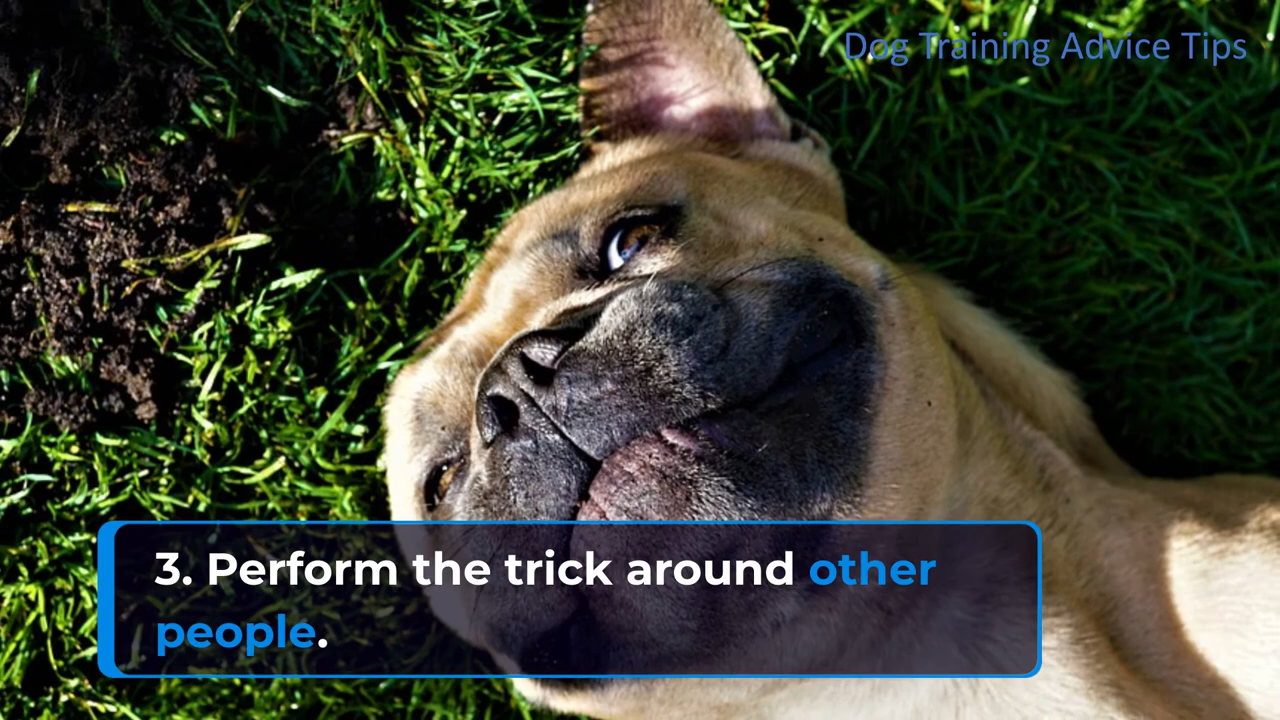 Dog Training Advice Tips
3. Perform the trick around other
people.